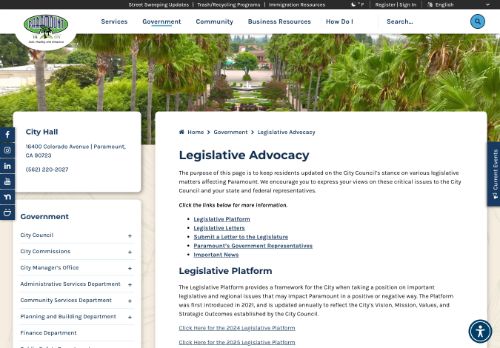 Street Sweeping Updates | Trash/Recycling Programs | Immigration Resources
°F | Register | Sign In | English
PARAMOUNT
Services Government Community Business Resources How Do I Search...
City Hall
16400 Colorado Avenue | Paramount,
CA 90723
(562) 220-2027
Government
City Council +
City Commissions +
City Manager's Office +
Administrative Services Department +
Community Services Department +
Planning and Building Department +
Finance Department
Home > Government > Legislative Advocacy
Legislative Advocacy
The purpose of this page is to keep residents updated on the City Council's stance on various legislative
matters affecting Paramount. We encourage you to express your views on these critical issues to the City
Council and your state and federal representatives.
Click the links below for more information.
Legislative Platform
Legislative Letters
Submit a Letter to the Legislature
Paramount's Government Representatives
Important News
Legislative Platform
The Legislative Platform provides a framework for the City when taking a position on important
legislative and regional issues that may impact Paramount in a positive or negative way. The Platform
was first introduced in 2021, and is updated annually to reflect the City's Vision, Mission, Values, and
Strategic Outcomes established by the City Council.
Click Here for the 2024 Legislative Platform
Click Here for the 2025 Legislative Platform
Current Events